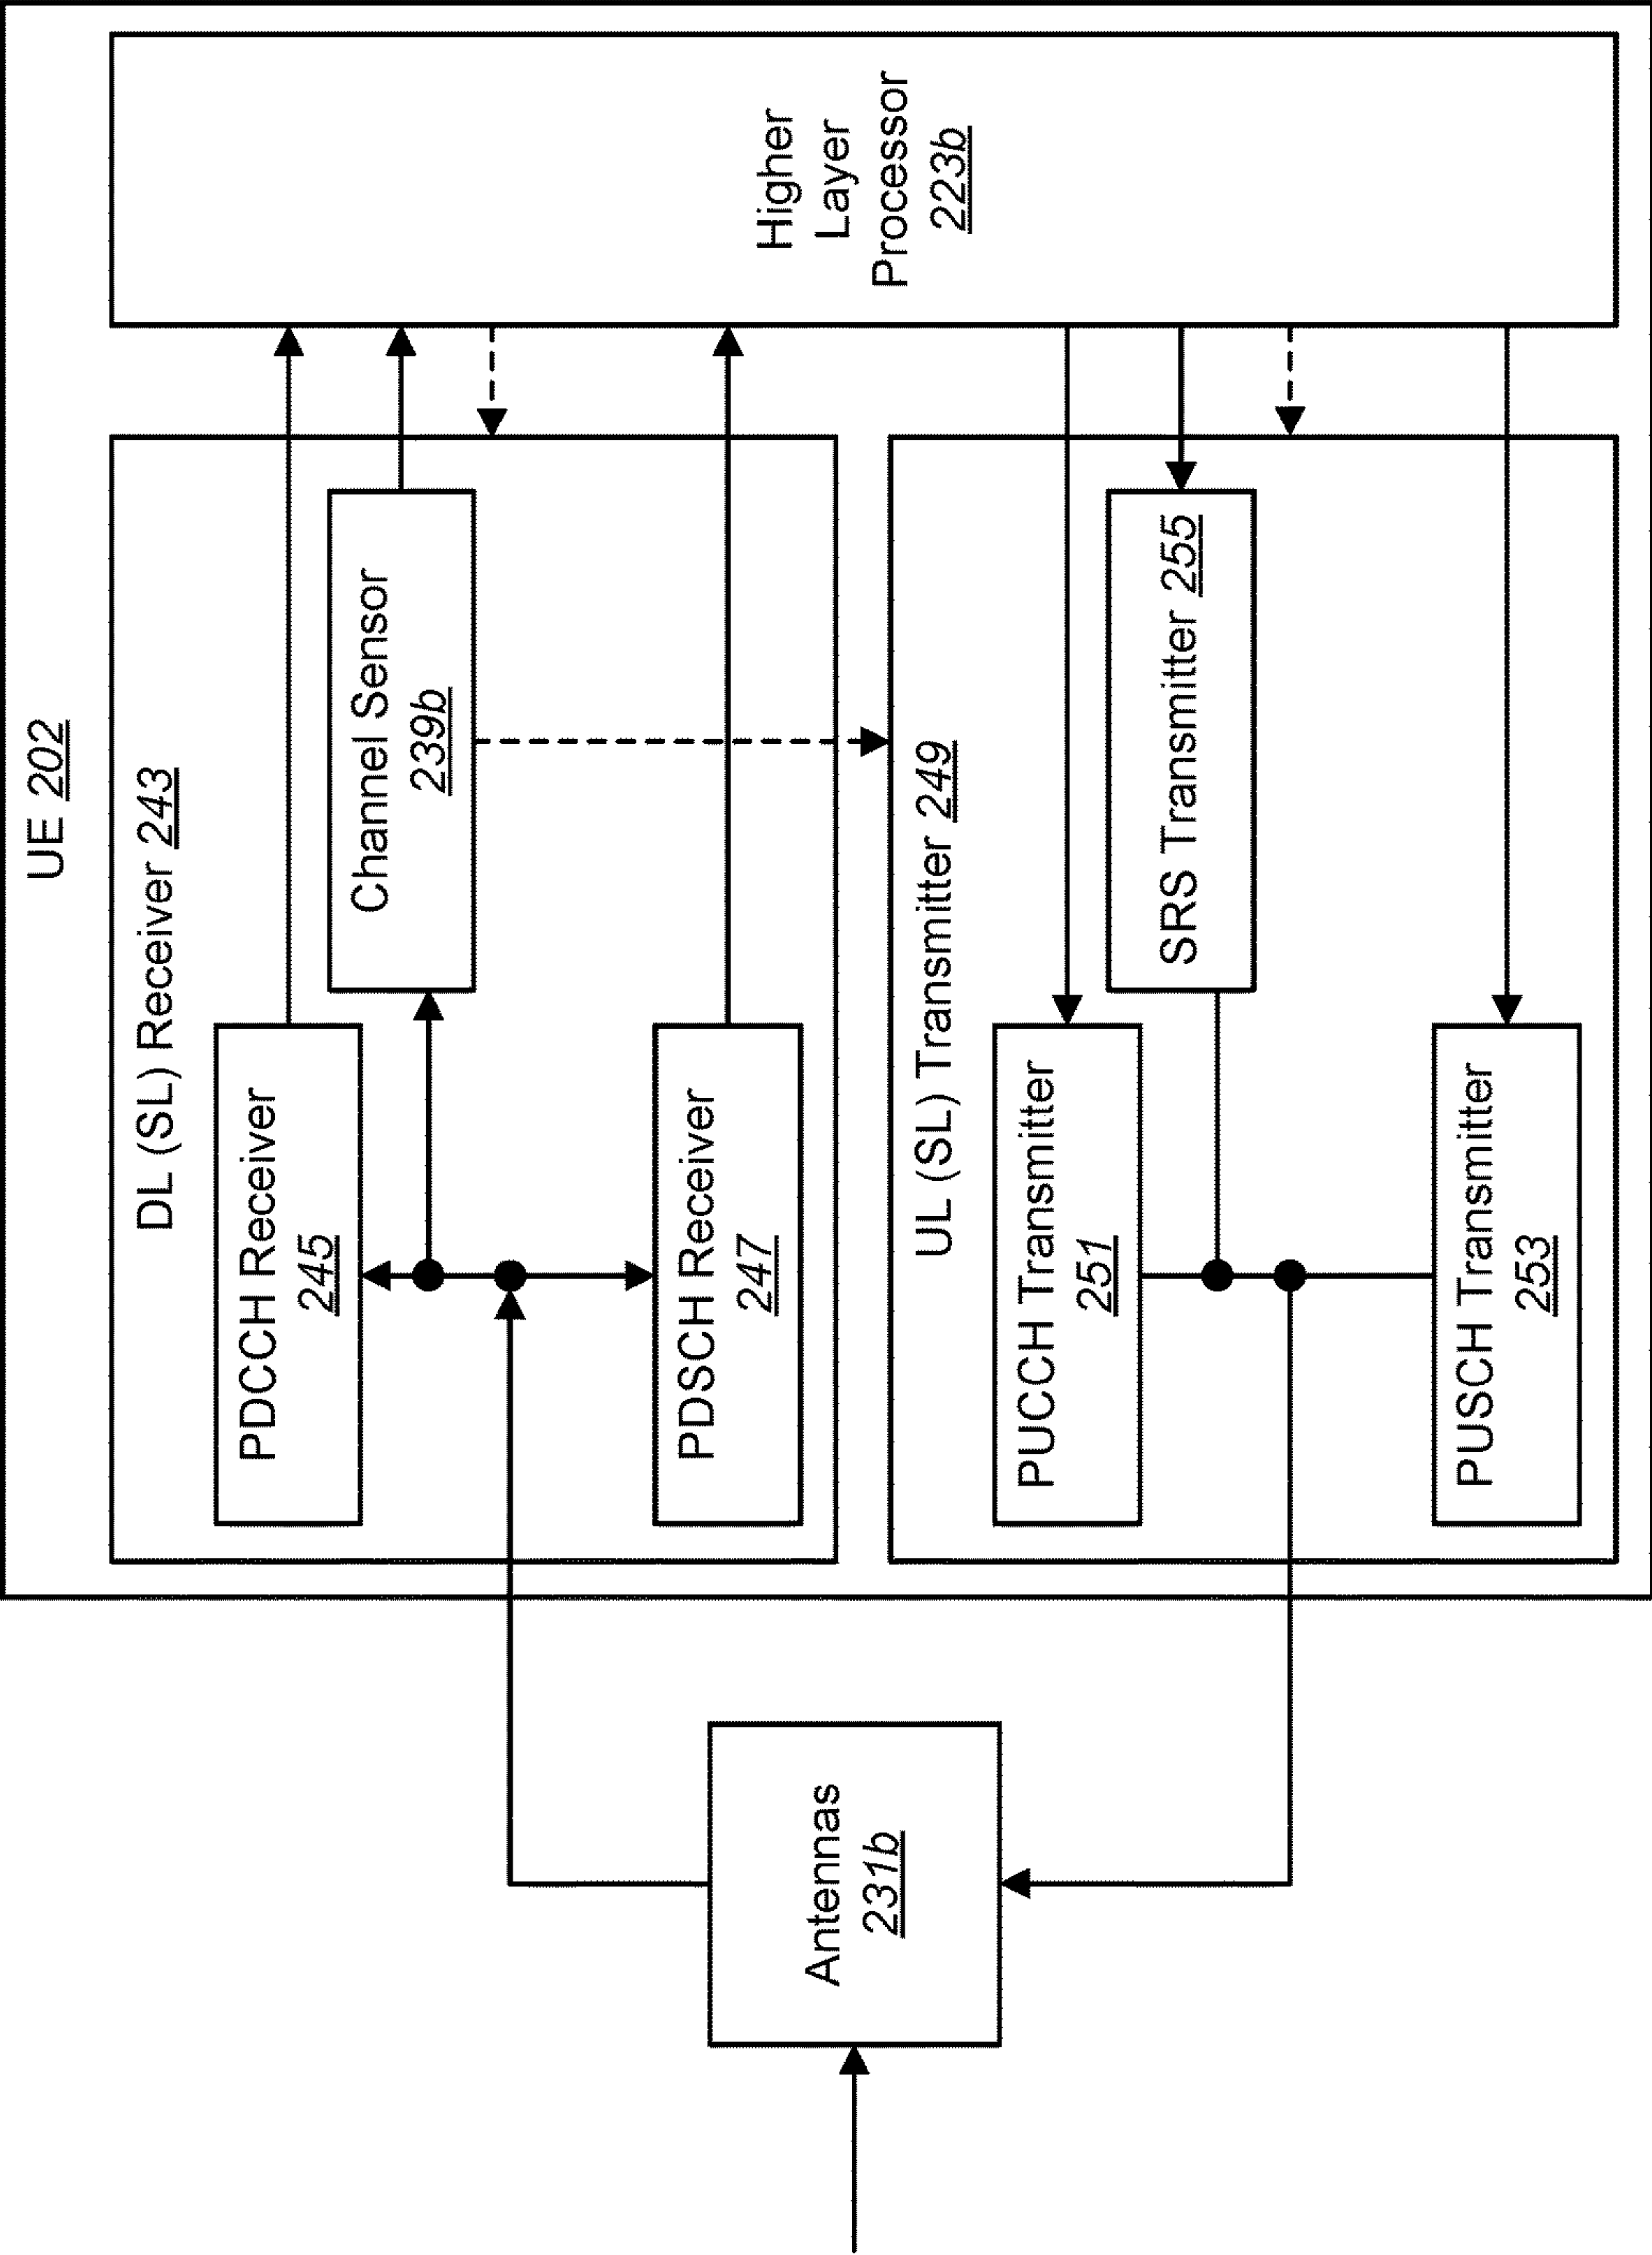 UE 202
DL (SL) Receiver 243
PDCCH Receiver
245
Channel Sensor
239b
PDSCH Receiver
247
UL (SL) Transmitter 249
PUCCH Transmitter
251
SRS Transmitter 255
PUSCH Transmitter
253
Higher
Layer
Processor
223b
Antennas
231b